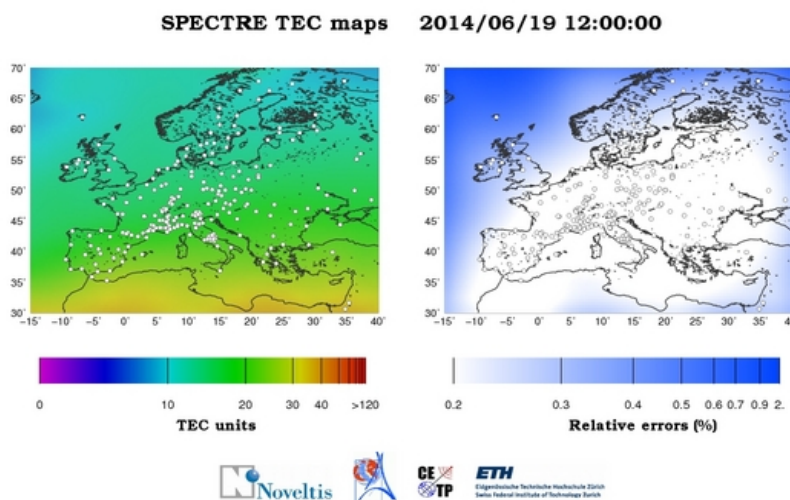 SPECTRE TEC maps 2014/06/19 12:00:00
70˚ 65˚ 60˚ 55˚ 50˚ 45˚ 40˚ 35˚ 30˚
−15˚ −10˚ −5˚ 0˚ 5˚ 10˚ 15˚ 20˚ 25˚ 30˚ 35˚ 40˚
70˚ 65˚ 60˚ 55˚ 50˚ 45˚ 40˚ 35˚ 30˚
−15˚ −10˚ −5˚ 0˚ 5˚ 10˚ 15˚ 20˚ 25˚ 30˚ 35˚ 40
0 10 20 30 40 >120
TEC units
0.2 0.3 0.4 0.5 0.6 0.7 0.9 2.
Relative errors (%)
Noveltis
CE
TP
ETH
Eidgenössische Technische Hochschule Zürich
Swiss Federal Institute of Technology Zurich